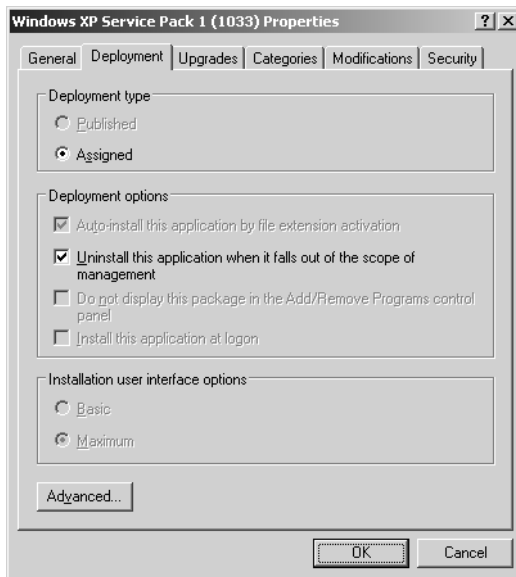 Windows XP Service Pack 1 (1033) Properties
General Deployment Upgrades Categories Modifications Security
Deployment type
Published
Assigned
Deployment options
Auto-install this application by file extension activation
Uninstall this application when it falls out of the scope of
management
Do not display this package in the Add/Remove Programs control
panel
Install this application at logon
Installation user interface options
Basic
Maximum
Advanced...
OK Cancel